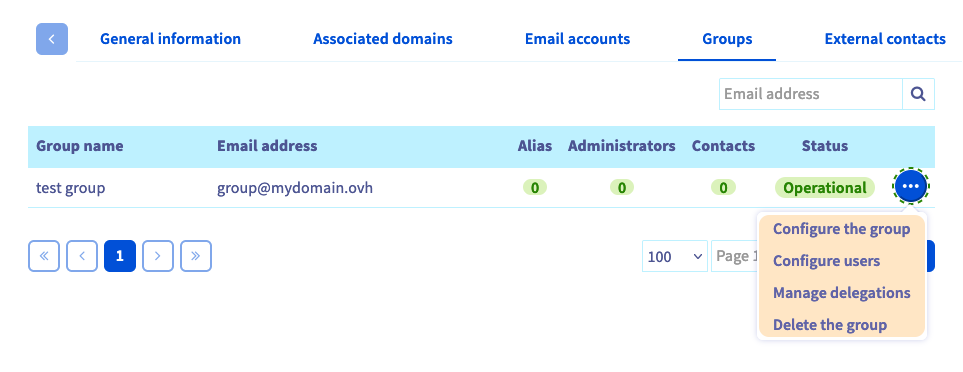 General information Associated domains Email accounts Groups External contacts
Email address
Group name Email address Alias Administrators Contacts Status
test group group@mydomain.ovh 0 0 0 Operational
Configure the group
« ‹ 1 › » 100 Page 1
Configure users
Manage delegations
Delete the group